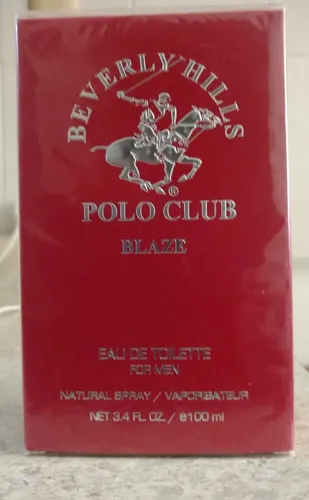 BEVERLY HILLS
®
POLO CLUB
BLAZE
EAU DE TOILETTE
FOR MEN
NATURAL SPRAY / VAPORISATEUR
NET 3.4 FL. OZ. / ℮100 ml